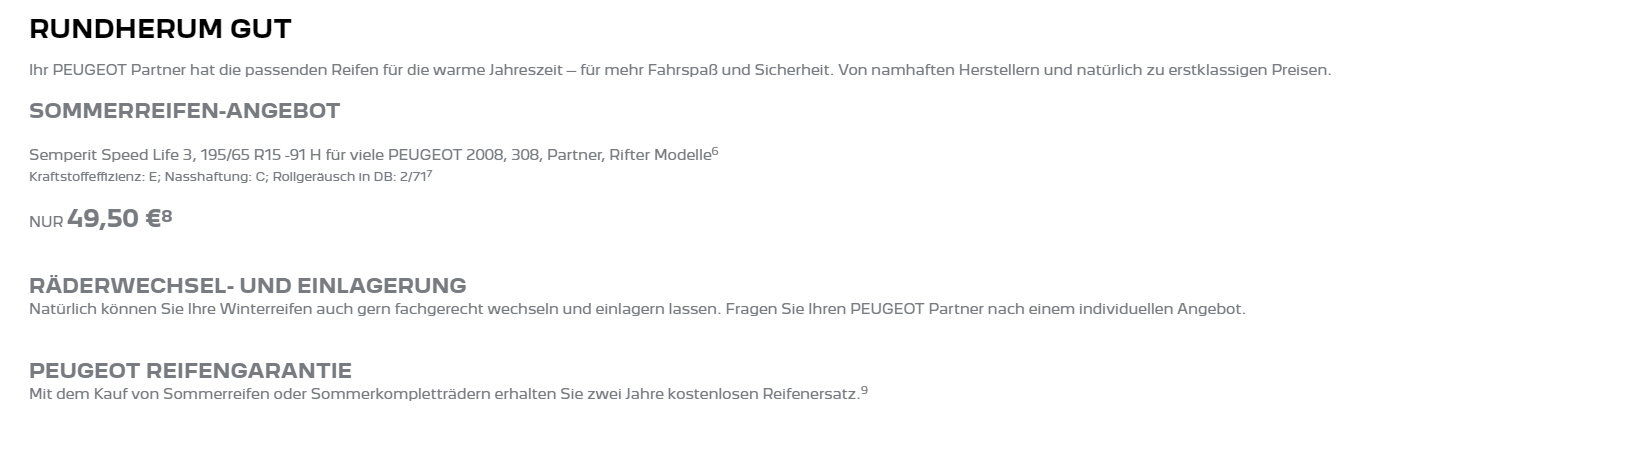 RUNDHERUM GUT
Ihr PEUGEOT Partner hat die passenden Reifen für die warme Jahreszeit – für mehr Fahrspaß und Sicherheit. Von namhaften Herstellern und natürlich zu erstklassigen Preisen.
SOMMERREIFEN-ANGEBOT
Semperit Speed Life 3, 195/65 R15 -91 H für viele PEUGEOT 2008, 308, Partner, Rifter Modelle⁶
Kraftstoffeffizienz: E; Nasshaftung: C; Rollgeräusch in DB: 2/71⁷
NUR 49,50 €⁸
RÄDERWECHSEL- UND EINLAGERUNG
Natürlich können Sie Ihre Winterreifen auch gern fachgerecht wechseln und einlagern lassen. Fragen Sie Ihren PEUGEOT Partner nach einem individuellen Angebot.
PEUGEOT REIFENGARANTIE
Mit dem Kauf von Sommerreifen oder Sommerkompletträdern erhalten Sie zwei Jahre kostenlosen Reifenersatz.⁹